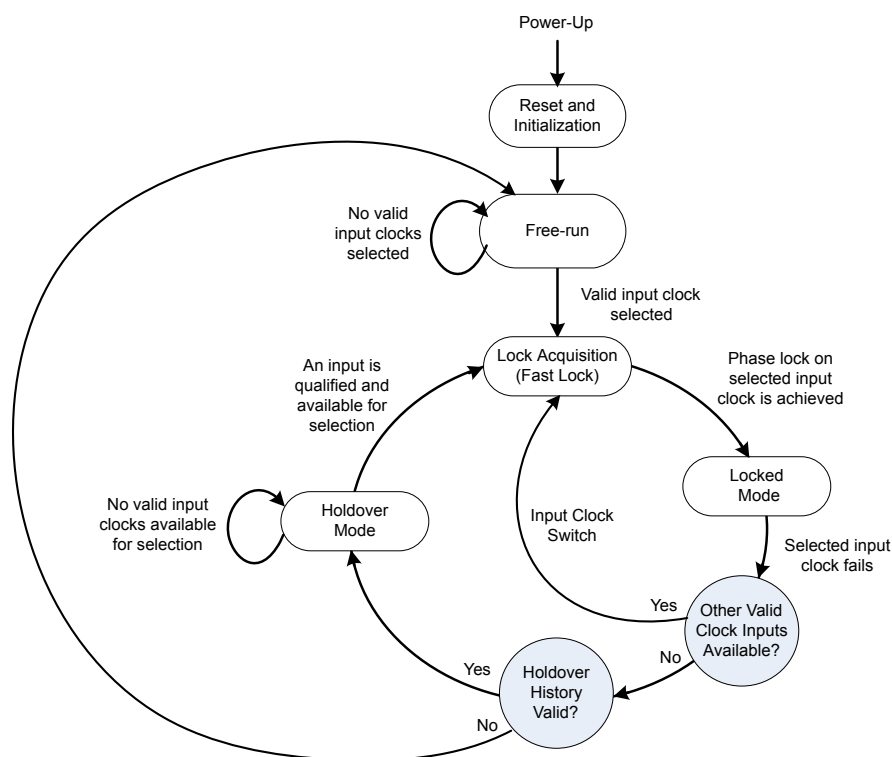 Power-Up
Reset and
Initialization
No valid
input clocks
selected
Free-run
Valid input clock
selected
An input is
qualified and
available for
selection
Lock Acquisition
(Fast Lock)
Phase lock on
selected input
clock is achieved
Locked
Mode
No valid input
clocks available
for selection
Holdover
Mode
Input Clock
Switch
Selected input
clock fails
Yes
Other Valid
Clock Inputs
Available?
No
Yes
Holdover
History
Valid?
No